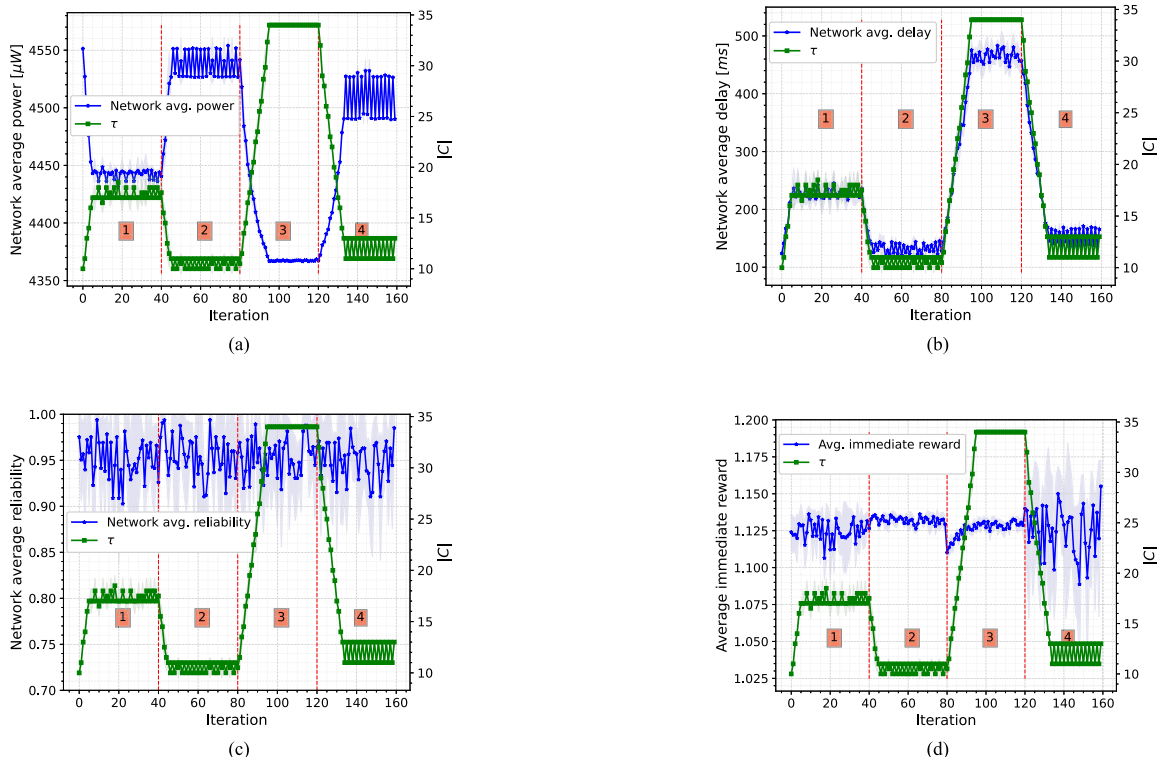 Network average power [μW]
4550
4500
4450
4400
4350
35
30
25
20
15
10
|C|
Network avg. power
τ
1
2
3
4
0 20 40 60 80 100 120 140 160
Iteration
(a)
Network average delay [ms]
500
400
300
200
100
35
30
25
20
15
10
|C|
Network avg. delay
τ
1
2
3
4
0 20 40 60 80 100 120 140 160
Iteration
(b)
Network average reliability
1.00
0.95
0.90
0.85
0.80
0.75
0.70
35
30
25
20
15
10
|C|
Network avg. reliability
τ
1
2
3
4
0 20 40 60 80 100 120 140 160
Iteration
(c)
Average immediate reward
1.200
1.175
1.150
1.125
1.100
1.075
1.050
1.025
35
30
25
20
15
10
|C|
Avg. immediate reward
τ
1
2
3
4
0 20 40 60 80 100 120 140 160
Iteration
(d)